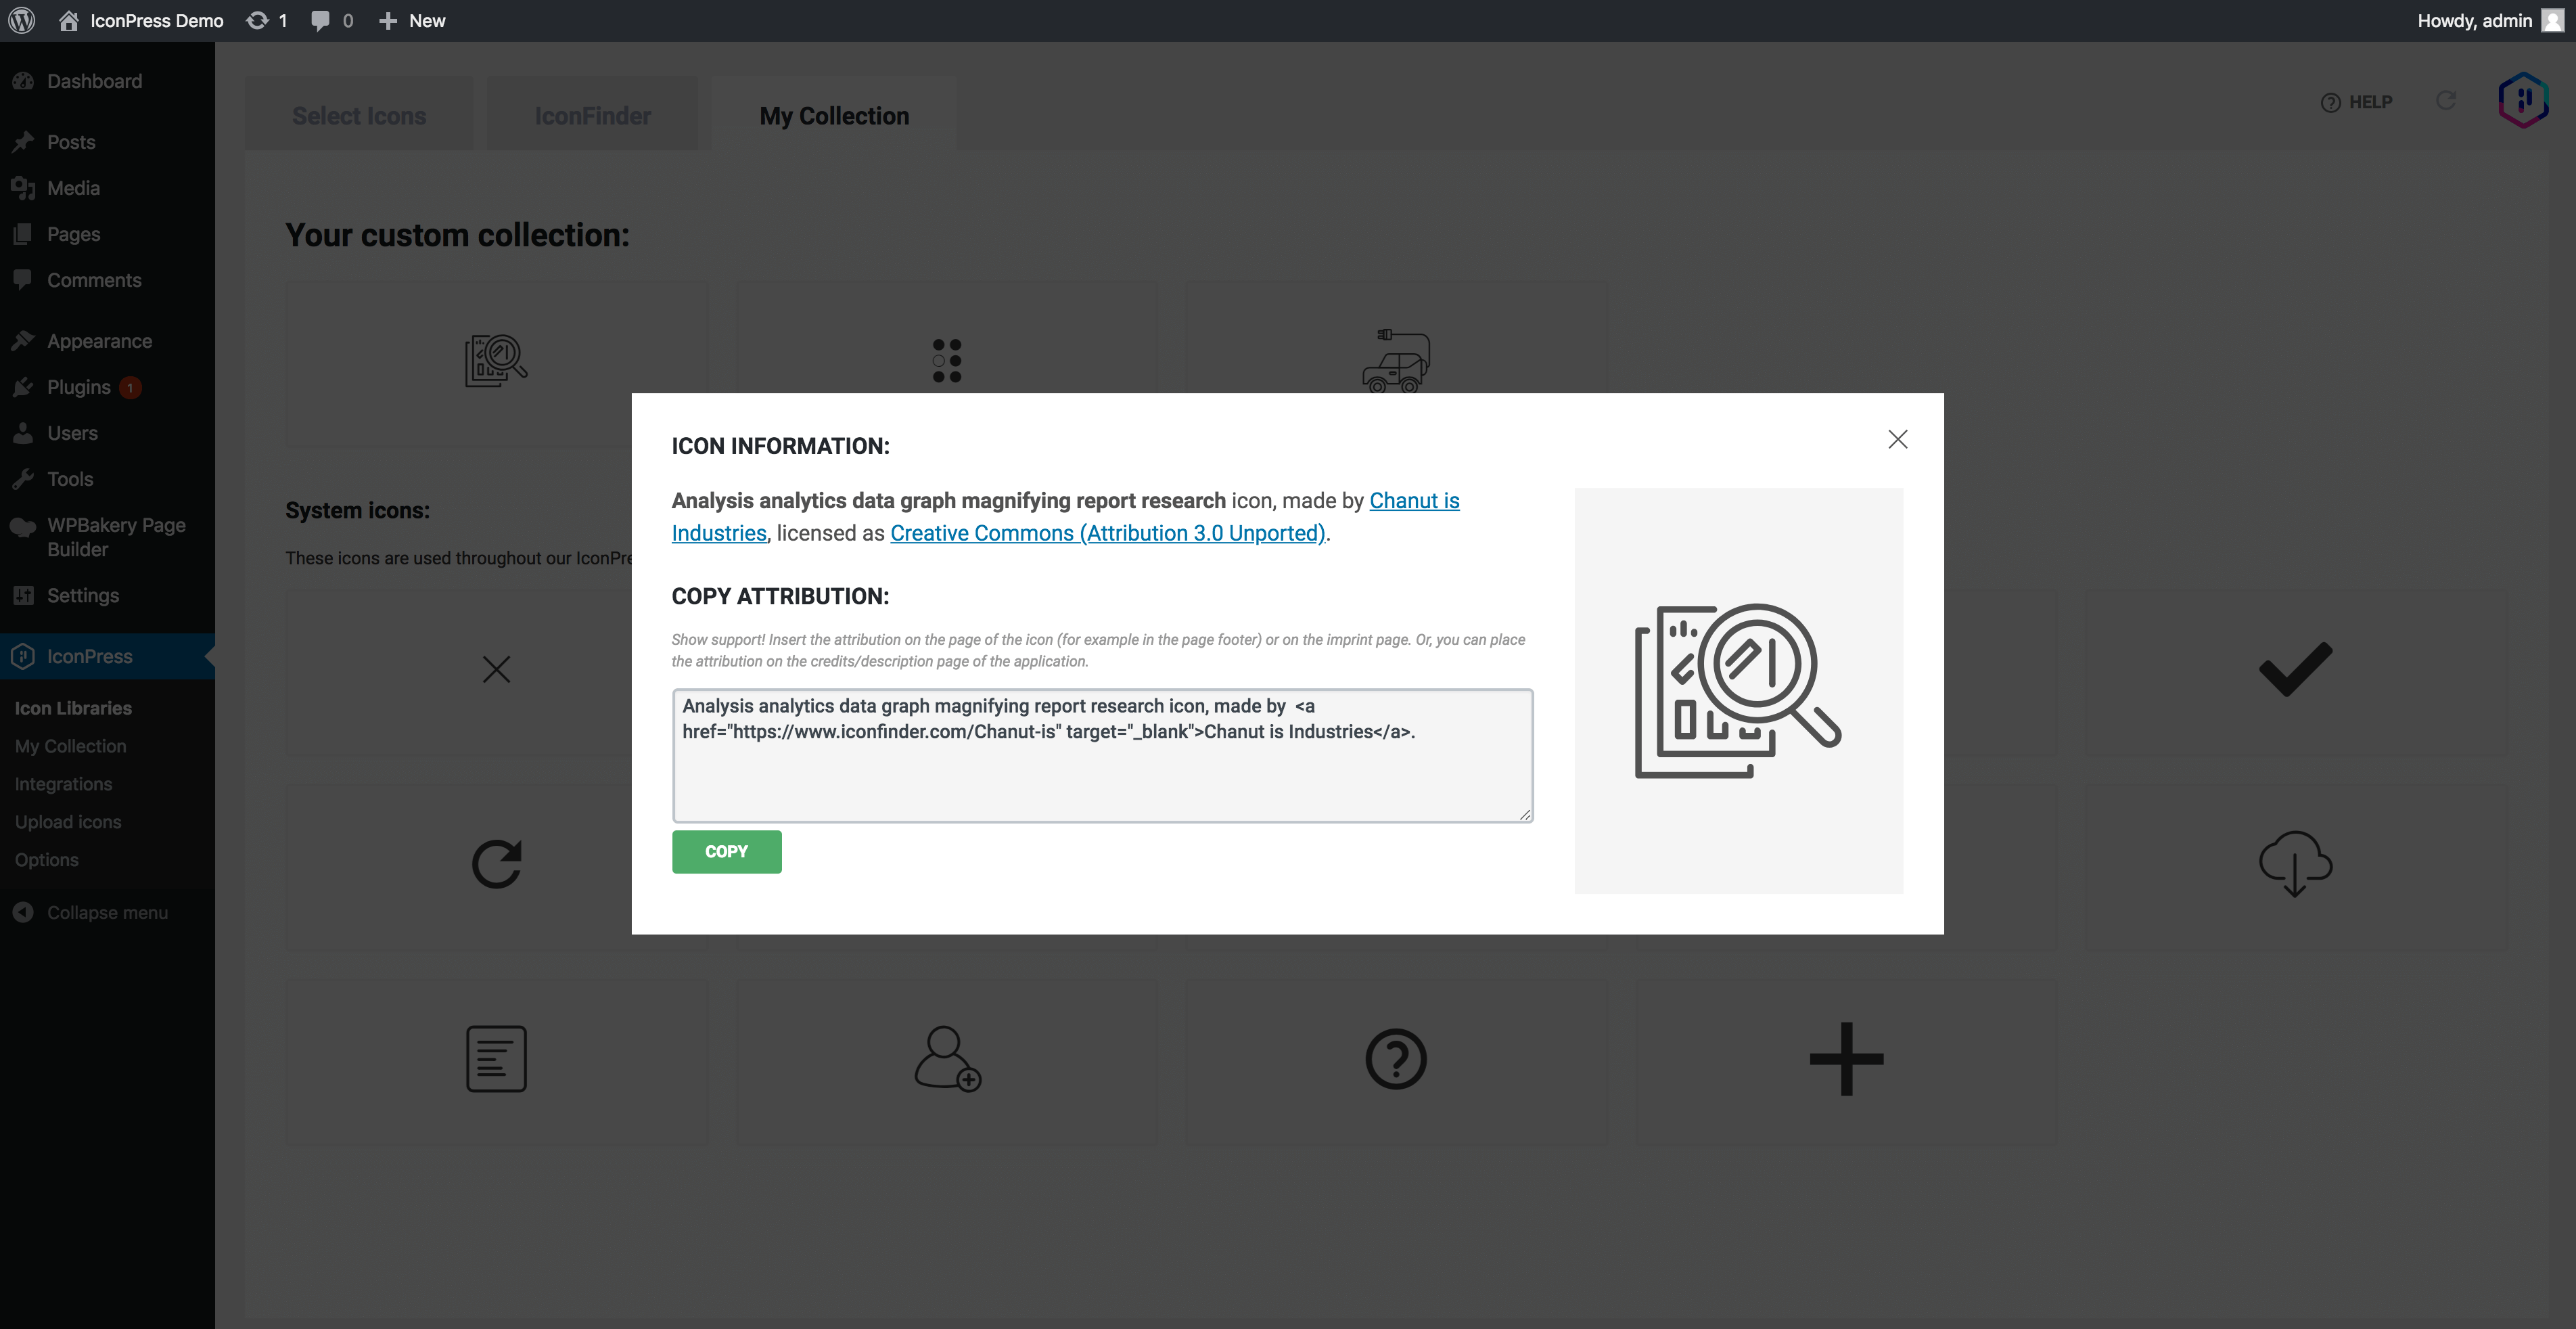 IconPress Demo 1 0 New Howdy, admin
Dashboard
Posts
Media
Pages
Comments
Appearance
Plugins 1
Users
Tools
WPBakery Page
Builder
Settings
IconPress
Icon Libraries
My Collection
Integrations
Upload icons
Options
Collapse menu
Select Icons IconFinder My Collection
HELP
Your custom collection:
System icons:
These icons are used throughout our IconPre
ICON INFORMATION:
Analysis analytics data graph magnifying report research icon, made by Chanut is
Industries, licensed as Creative Commons (Attribution 3.0 Unported).
COPY ATTRIBUTION:
Show support! Insert the attribution on the page of the icon (for example in the page footer) or on the imprint page. Or, you can place
the attribution on the credits/description page of the application.
Analysis analytics data graph magnifying report research icon, made by  <a
href="https://www.iconfinder.com/Chanut-is" target="_blank">Chanut is Industries</a>.
COPY